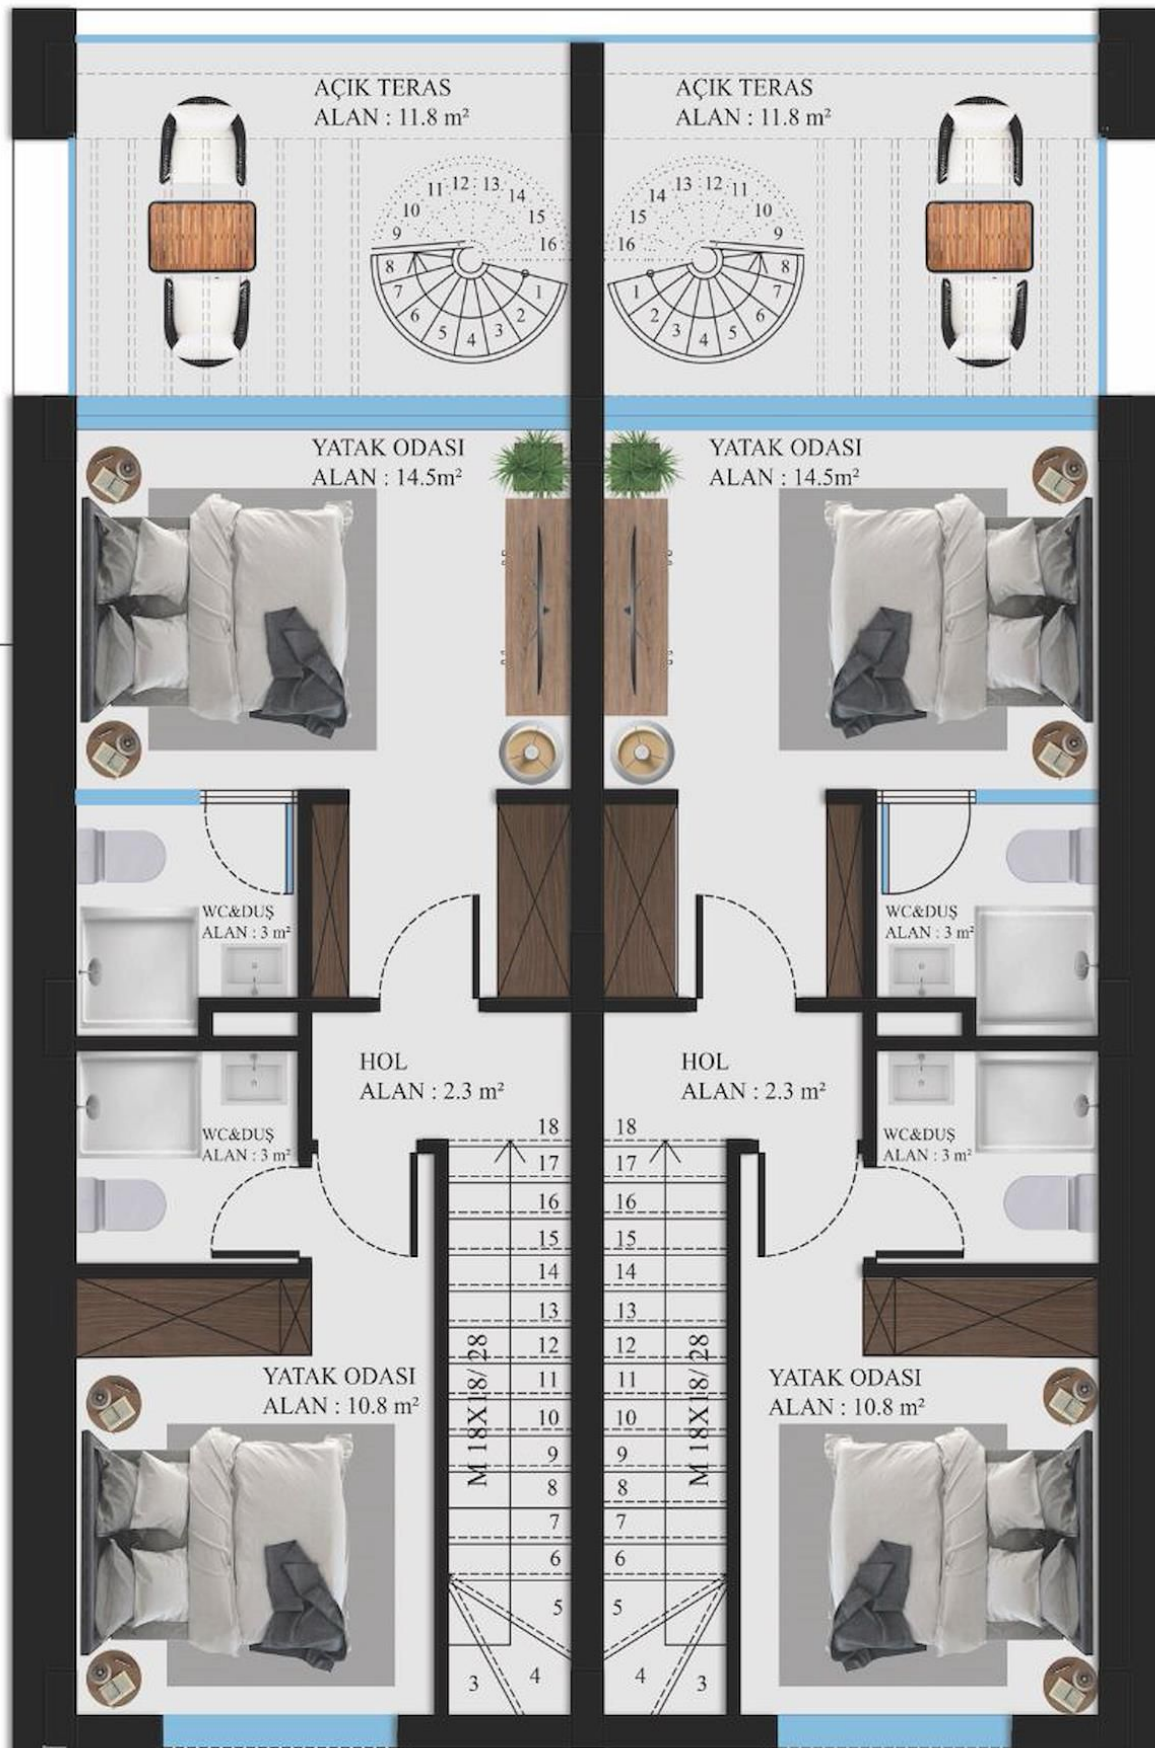 AÇIK TERAS
ALAN : 11.8 m²
AÇIK TERAS
ALAN : 11.8 m²
9 10 11 12 13 14 15 16
8 7 6 5 4 3 2 1
16 15 14 13 12 11 10 9
1 2 3 4 5 6 7 8
YATAK ODASI
ALAN : 14.5m²
YATAK ODASI
ALAN : 14.5m²
WC&DUŞ
ALAN : 3 m²
WC&DUŞ
ALAN : 3 m²
HOL
ALAN : 2.3 m²
HOL
ALAN : 2.3 m²
WC&DUŞ
ALAN : 3 m²
WC&DUŞ
ALAN : 3 m²
18 18
17 17
16 16
15 15
14 14
13 13
12 12
11 11
10 10
9 9
8 8
7 7
6 6
5 5
4 4
3 3
M 18X18/ 28
M 18X18/ 28
YATAK ODASI
ALAN : 10.8 m²
YATAK ODASI
ALAN : 10.8 m²